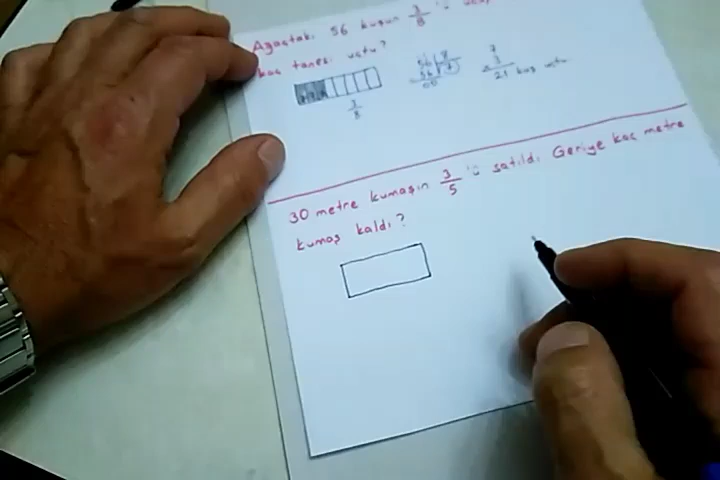 Ağaçtaki 56 kuşun 3/8 'ü
kaç tanesi uçtu?
56 8
56 7
00
3/8
7
3
21 kuş uçtu
30 metre kumaşın 3/5 'ü satıldı. Geriye kaç metre
kumaş kaldı?